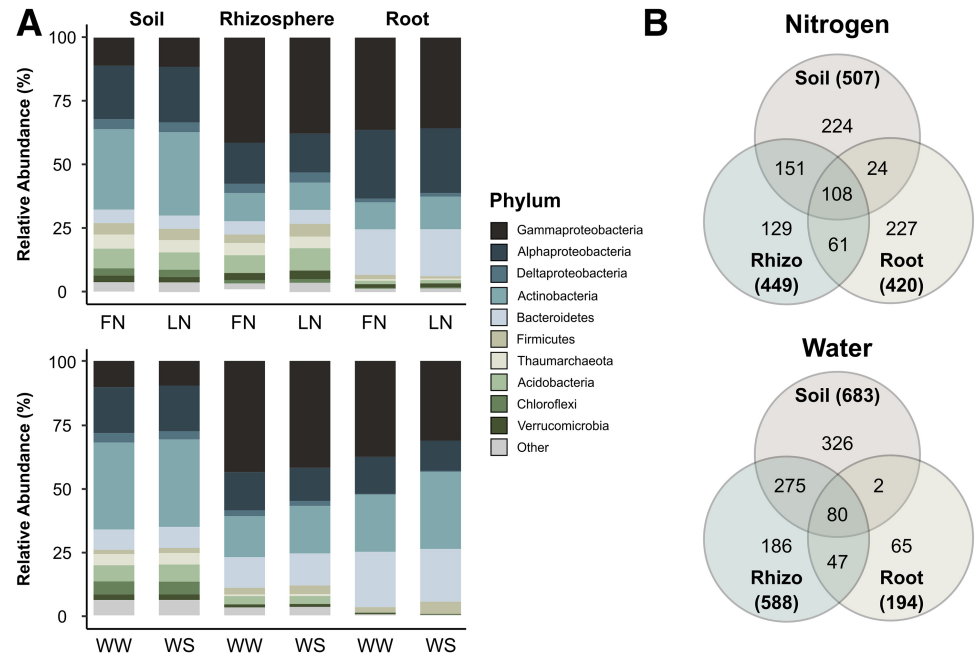 A
Soil Rhizosphere Root
Relative Abundance (%)
100
75
50
25
0
FN LN FN LN FN LN
Relative Abundance (%)
100
75
50
25
0
WW WS WW WS WW WS
Phylum
Gammaproteobacteria
Alphaproteobacteria
Deltaproteobacteria
Actinobacteria
Bacteroidetes
Firmicutes
Thaumarchaeota
Acidobacteria
Chloroflexi
Verrucomicrobia
Other
B
Nitrogen
Soil (507)
224
151 24
108
129 61 227
Rhizo Root
(449) (420)
Water
Soil (683)
326
275 2
80
186 47 65
Rhizo Root
(588) (194)